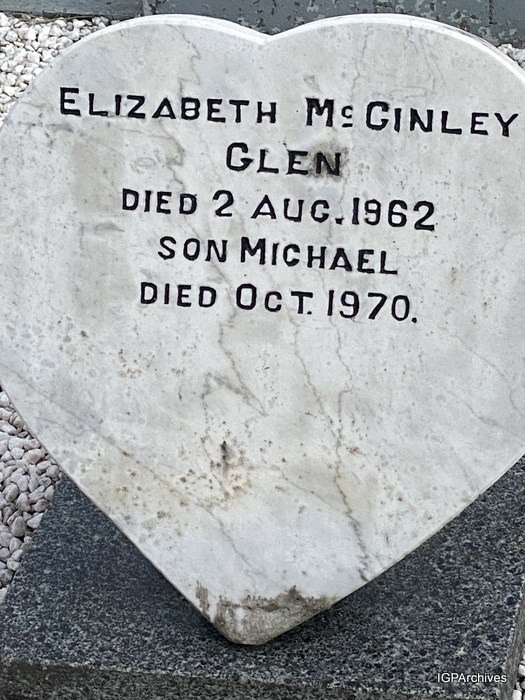 ELIZABETH McGINLEY
GLEN
DIED 2 AUG. 1962
SON MICHAEL
DIED OCT. 1970.
IGPArchives